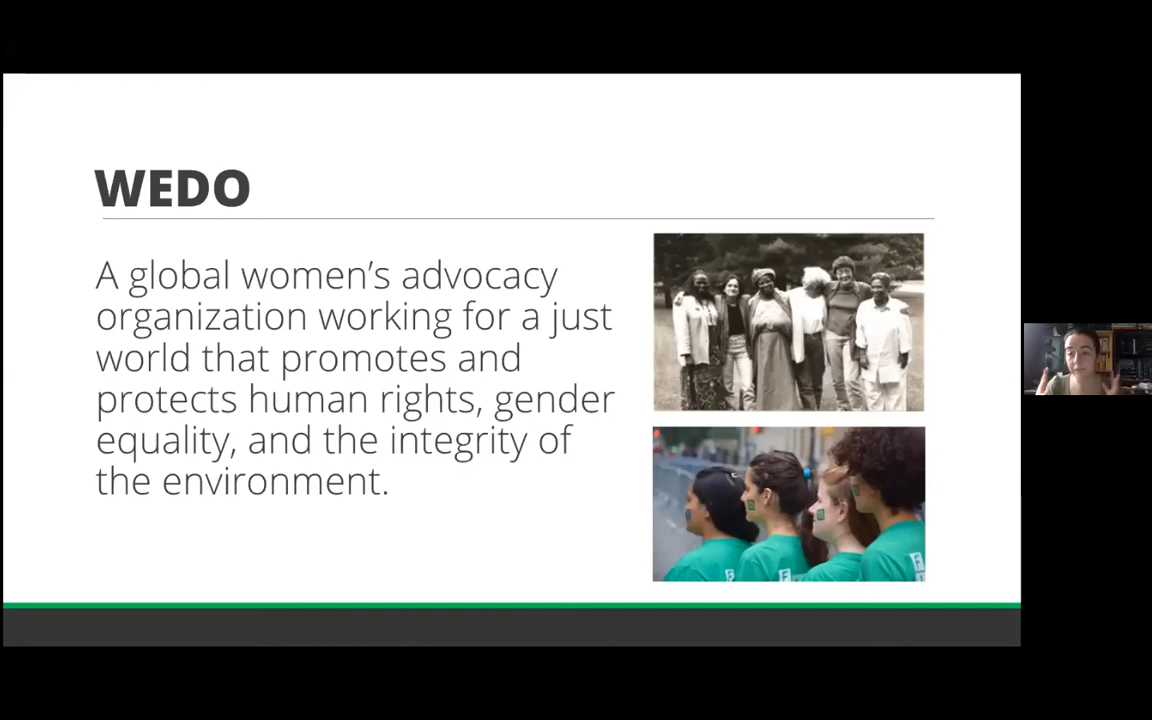 WEDO
A global women's advocacy
organization working for a just
world that promotes and
protects human rights, gender
equality, and the integrity of
the environment.